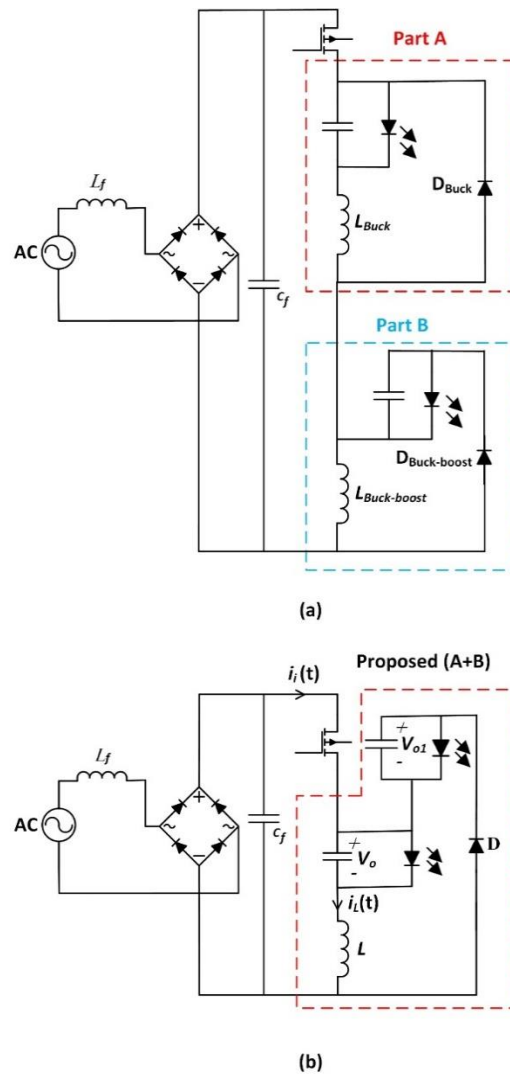 Part A
L_f
D_Buck
L_Buck
AC
+
~
~
−
C_f
Part B
D_Buck-boost
L_Buck-boost
(a)
Proposed (A+B)
i_i(t)
+
V_o1
-
L_f
AC
+
~
~
−
C_f
+
V_o
-
D
i_L(t)
L
(b)